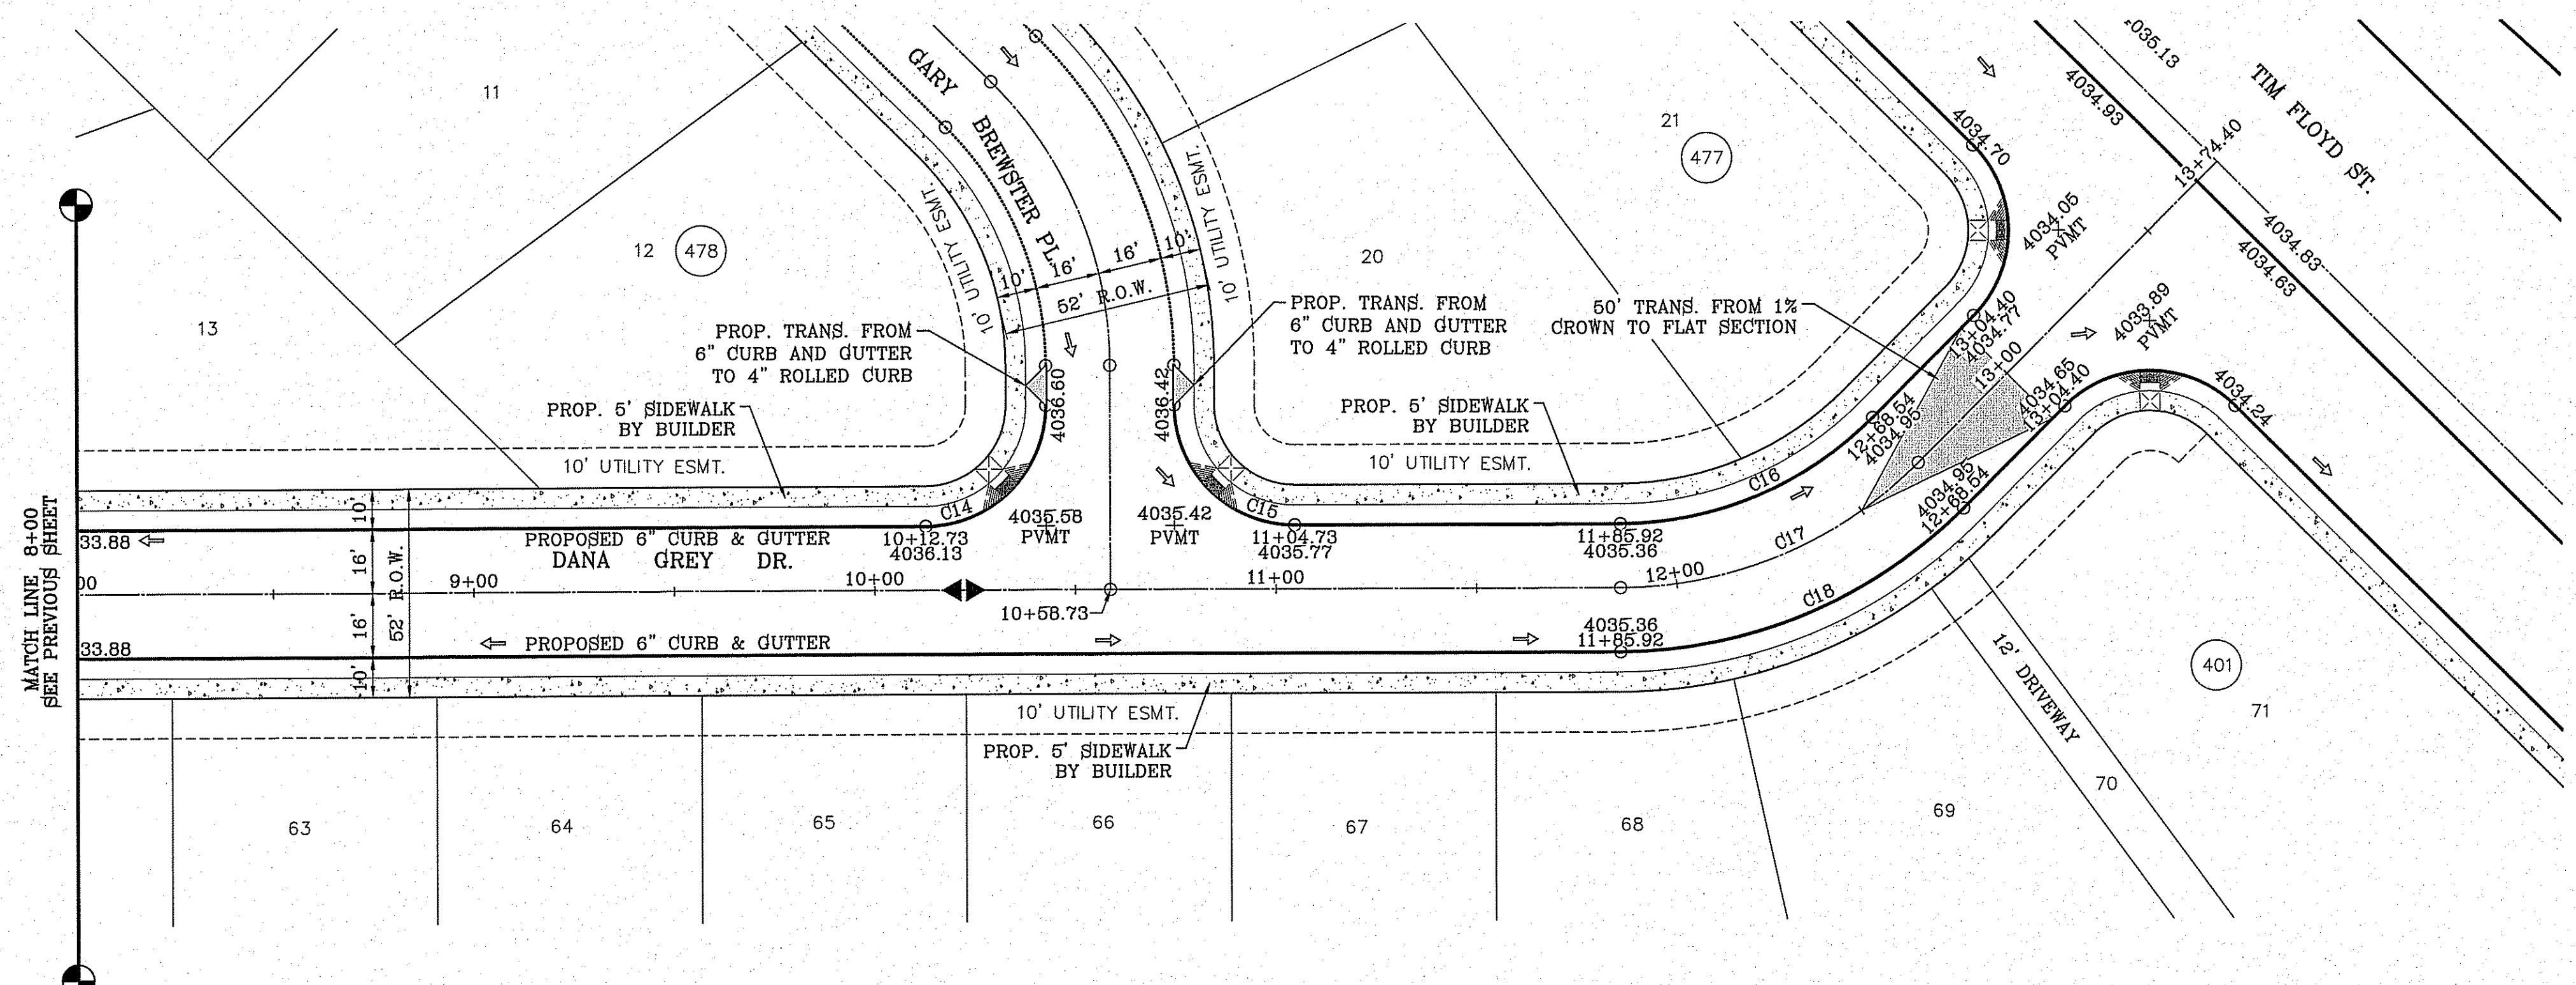 11
12
478
13
GARY BREWSTER PL.
10' UTILITY ESMT.
10' UTILITY ESMT.
10'
16'
16'
10'
52' R.O.W.
PROP. TRANS. FROM
6" CURB AND GUTTER
TO 4" ROLLED CURB
PROP. TRANS. FROM
6" CURB AND GUTTER
TO 4" ROLLED CURB
4036.60
4036.42
PROP. 5' SIDEWALK
BY BUILDER
10' UTILITY ESMT.
20
21
477
50' TRANS. FROM 1%
CROWN TO FLAT SECTION
PROP. 5' SIDEWALK
BY BUILDER
10' UTILITY ESMT.
4035.13
4034.93
TIM FLOYD ST.
13+74.40
4034.70
4034.05
PVMT
4034.83
4034.63
4033.89
PVMT
13+04.40
4034.77
13+00
4034.65
13+04.40
4034.24
12+68.54
4034.95
4034.95
12+68.54
MATCH LINE 8+00
SEE PREVIOUS SHEET
33.88
00
33.88
10'
16'
16'
10'
52' R.O.W.
PROPOSED 6" CURB & GUTTER
DANA GREY DR.
9+00
10+00
C14
10+12.73
4036.13
4035.58
PVMT
4035.42
PVMT
C15
11+04.73
4035.77
11+85.92
4035.36
C16
C17
C18
11+00
12+00
10+58.73
PROPOSED 6" CURB & GUTTER
4035.36
11+85.92
10' UTILITY ESMT.
PROP. 5' SIDEWALK
BY BUILDER
12' DRIVEWAY
401
71
70
63
64
65
66
67
68
69